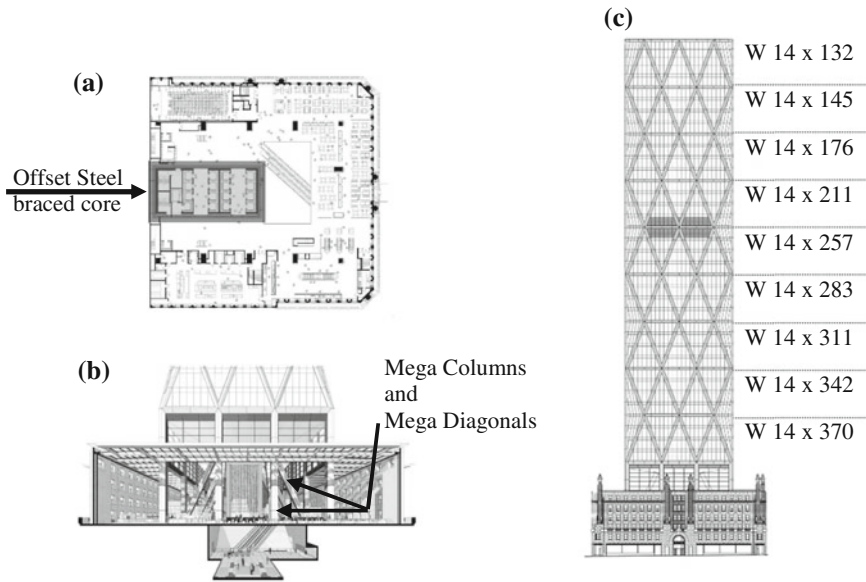 (a)
Offset Steel
braced core
(b)
Mega Columns
and
Mega Diagonals
(c)
W 14 x 132
W 14 x 145
W 14 x 176
W 14 x 211
W 14 x 257
W 14 x 283
W 14 x 311
W 14 x 342
W 14 x 370